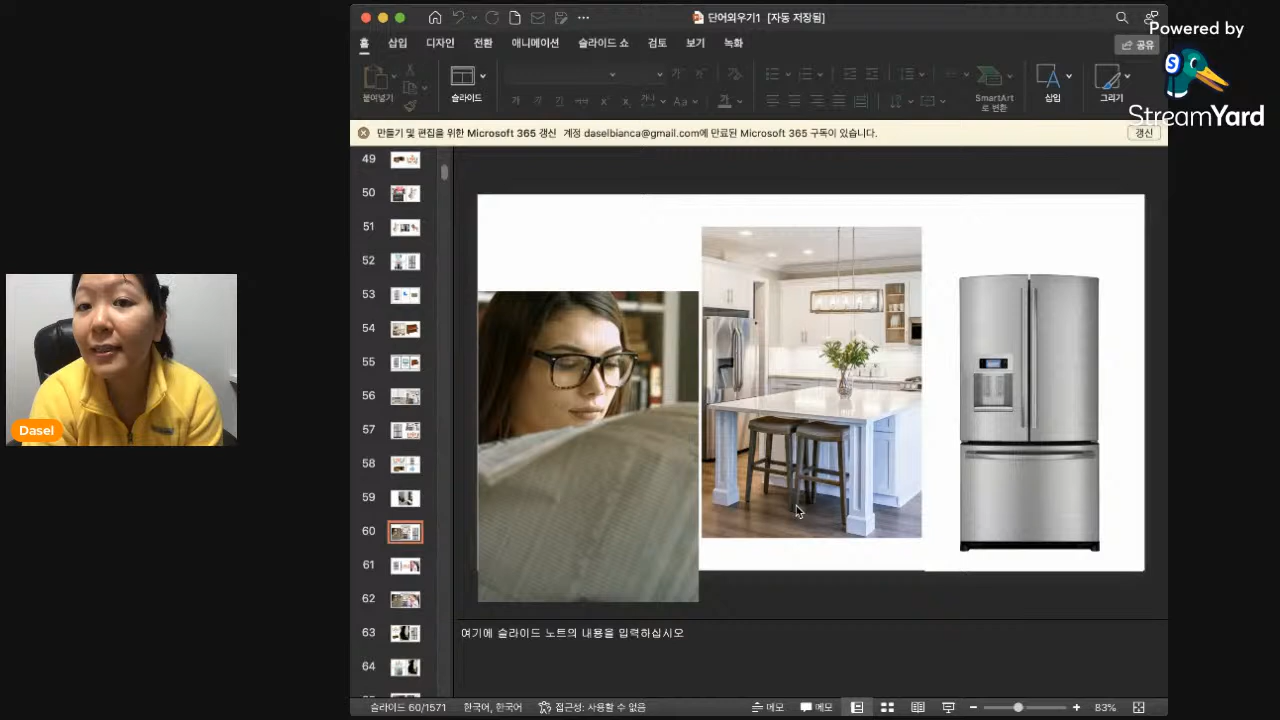 단어외우기1 [자동 저장됨]
홈 삽입 디자인 전환 애니메이션 슬라이드 쇼 검토 보기 녹화
공유
Powered by
StreamYard
붙여넣기 슬라이드 SmartArt로 변환 삽입 그리기
만들기 및 편집을 위한 Microsoft 365 갱신 계정 daselbianca@gmail.com에 만료된 Microsoft 365 구독이 있습니다. 갱신
49
50
51
52
53
54
55
56
57
58
59
60
61
62
63
64
Dasel
여기에 슬라이드 노트의 내용을 입력하십시오
슬라이드 60/1571 한국어, 한국어 접근성: 사용할 수 없음 메모 메모 83%